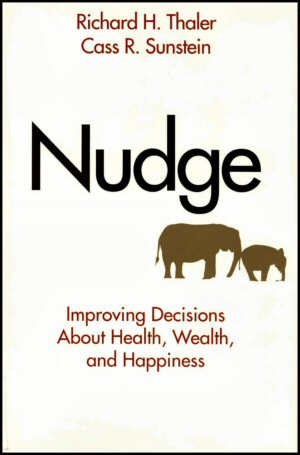 Richard H. Thaler
Cass R. Sunstein
Nudge
Improving Decisions
About Health, Wealth,
and Happiness